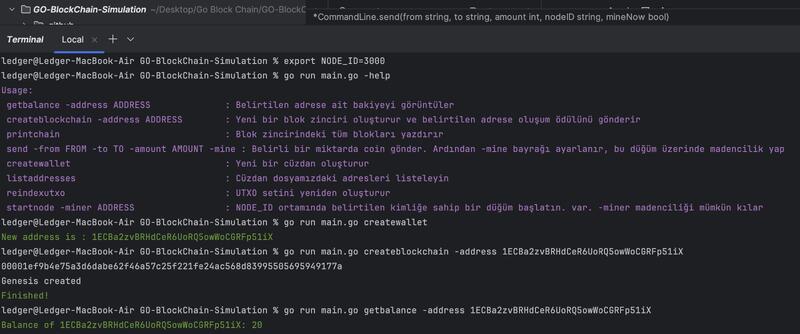 GO-BlockChain-Simulation ~/Desktop/Go Block Chain/GO-BlockC
*CommandLine.send(from string, to string, amount int, nodeID string, mineNow bool)
Terminal Local × +
ledger@Ledger-MacBook-Air GO-BlockChain-Simulation % export NODE_ID=3000
ledger@Ledger-MacBook-Air GO-BlockChain-Simulation % go run main.go -help
Usage:
getbalance -address ADDRESS : Belirtilen adrese ait bakiyeyi görüntüler
createblockchain -address ADDRESS : Yeni bir blok zinciri oluşturur ve belirtilen adrese oluşum ödülünü gönderir
printchain : Blok zincirindeki tüm blokları yazdırır
send -from FROM -to TO -amount AMOUNT -mine : Belirli bir miktarda coin gönder. Ardından -mine bayrağı ayarlanır, bu düğüm üzerinde madencilik yap
createwallet : Yeni bir cüzdan oluşturur
listaddresses : Cüzdan dosyamızdaki adresleri listeleyin
reindexutxo : UTXO setini yeniden oluşturur
startnode -miner ADDRESS : NODE_ID ortamında belirtilen kimliğe sahip bir düğüm başlatın. var. -miner madenciliği mümkün kılar
ledger@Ledger-MacBook-Air GO-BlockChain-Simulation % go run main.go createwallet
New address is : 1ECBa2zvBRHdCeR6UoRQ5owWoCGRFp51iX
ledger@Ledger-MacBook-Air GO-BlockChain-Simulation % go run main.go createblockchain -address 1ECBa2zvBRHdCeR6UoRQ5owWoCGRFp51iX
00001ef9b4e75a3d6dabe62f46a57c25f221fe24ac568d83995505695949177a
Genesis created
Finished!
ledger@Ledger-MacBook-Air GO-BlockChain-Simulation % go run main.go getbalance -address 1ECBa2zvBRHdCeR6UoRQ5owWoCGRFp51iX
Balance of 1ECBa2zvBRHdCeR6UoRQ5owWoCGRFp51iX: 20